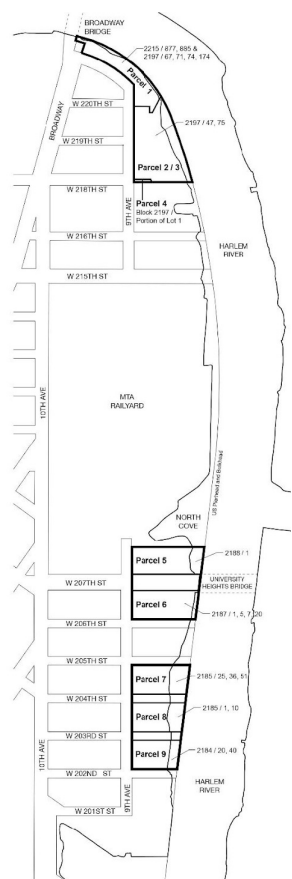 BROADWAY
BRIDGE
2215 / 877, 885 &
2197 / 67, 71, 74, 174
Parcel 1
BROADWAY
W 220TH ST
2197 / 47, 75
W 219TH ST
Parcel 2 / 3
W 218TH ST
9TH AVE
Parcel 4
Block 2197 /
Portion of Lot 1
W 216TH ST
HARLEM
RIVER
W 215TH ST
10TH AVE
MTA
RAILYARD
US Pierhead and Bulkhead
NORTH
COVE
Parcel 5
2188 / 1
W 207TH ST
UNIVERSITY
HEIGHTS BRIDGE
Parcel 6
2187 / 1, 5, 7, 20
W 206TH ST
W 205TH ST
Parcel 7
2185 / 25, 36, 51
W 204TH ST
Parcel 8
2185 / 1, 10
W 203RD ST
10TH AVE
Parcel 9
2184 / 20, 40
W 202ND ST
9TH AVE
HARLEM
RIVER
W 201ST ST